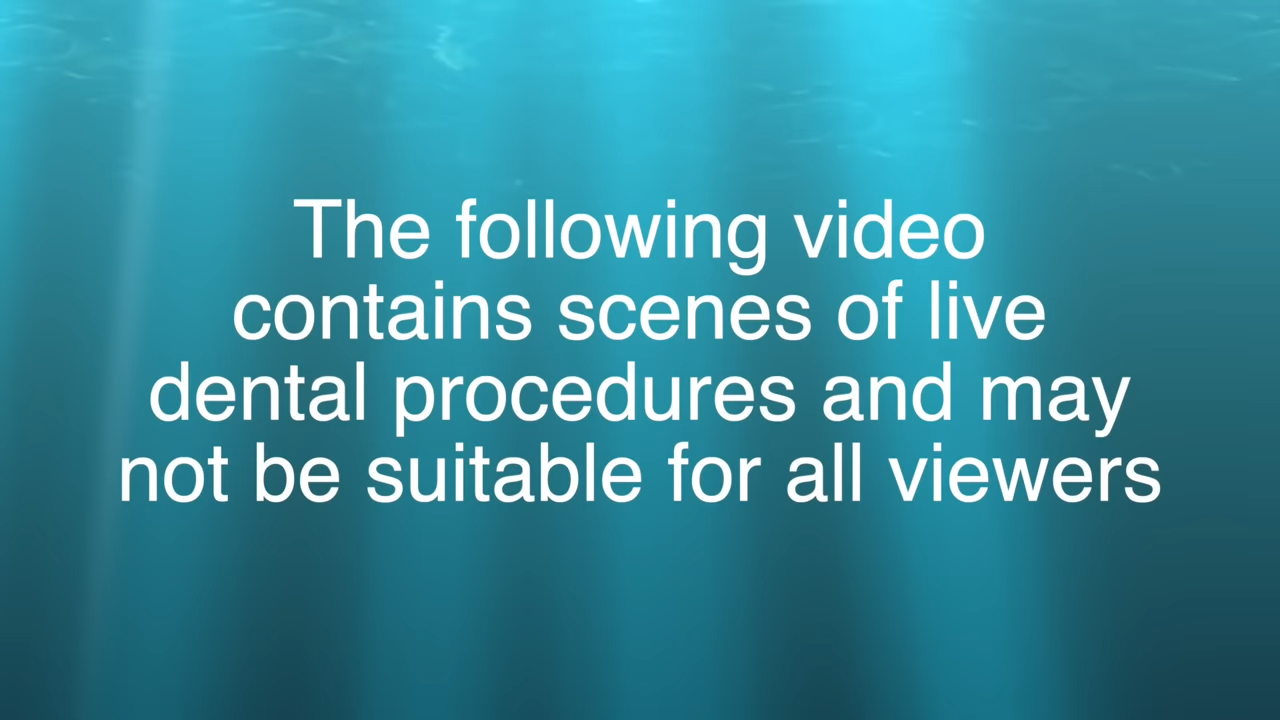 The following video
contains scenes of live
dental procedures and may
not be suitable for all viewers